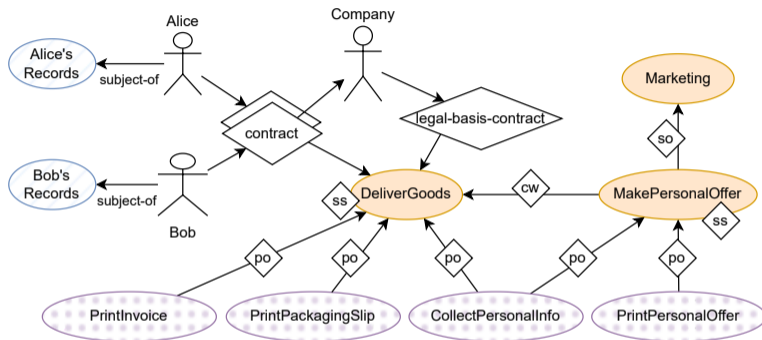 Company
Alice
Alice's
Records
subject-of
Marketing
legal-basis-contract
contract
so
Bob's
Records
subject-of
Bob
ss
DeliverGoods
cw
MakePersonalOffer
ss
po
po
po
po
po
PrintInvoice
PrintPackagingSlip
CollectPersonalInfo
PrintPersonalOffer